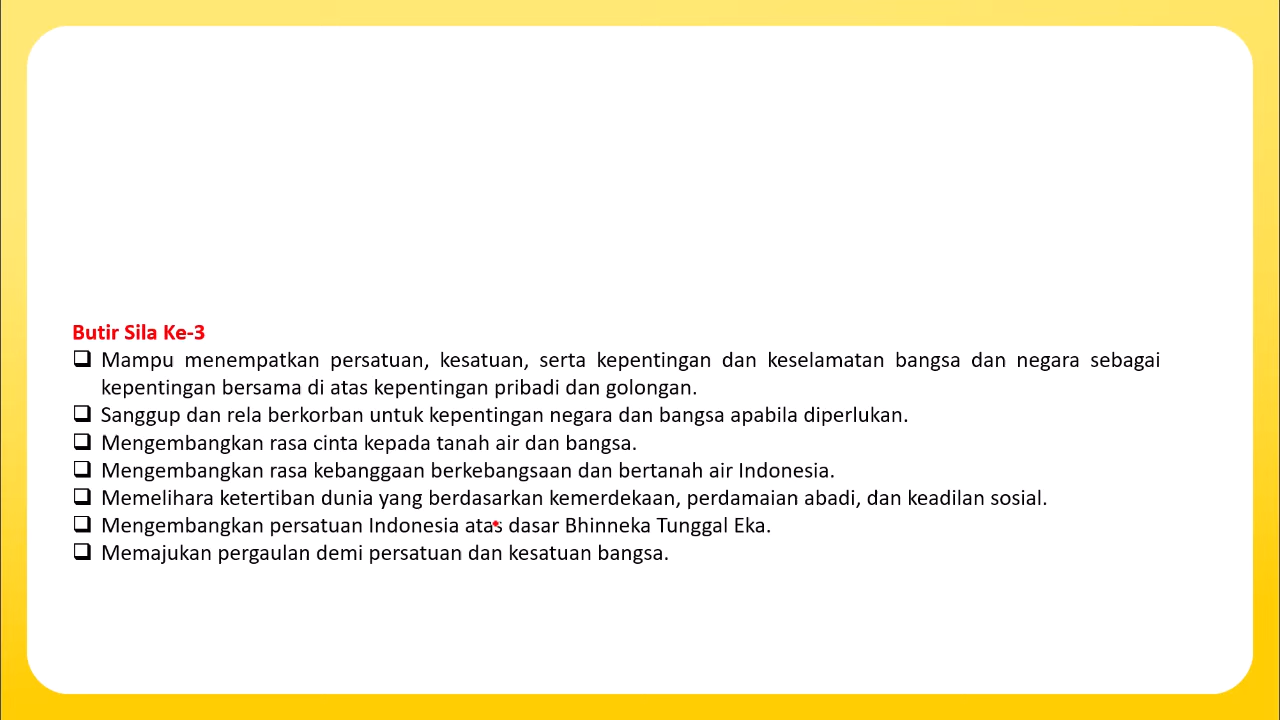 Butir Sila Ke-3
❑ Mampu menempatkan persatuan, kesatuan, serta kepentingan dan keselamatan bangsa dan negara sebagai
kepentingan bersama di atas kepentingan pribadi dan golongan.
❑ Sanggup dan rela berkorban untuk kepentingan negara dan bangsa apabila diperlukan.
❑ Mengembangkan rasa cinta kepada tanah air dan bangsa.
❑ Mengembangkan rasa kebanggaan berkebangsaan dan bertanah air Indonesia.
❑ Memelihara ketertiban dunia yang berdasarkan kemerdekaan, perdamaian abadi, dan keadilan sosial.
❑ Mengembangkan persatuan Indonesia atas dasar Bhinneka Tunggal Eka.
❑ Memajukan pergaulan demi persatuan dan kesatuan bangsa.